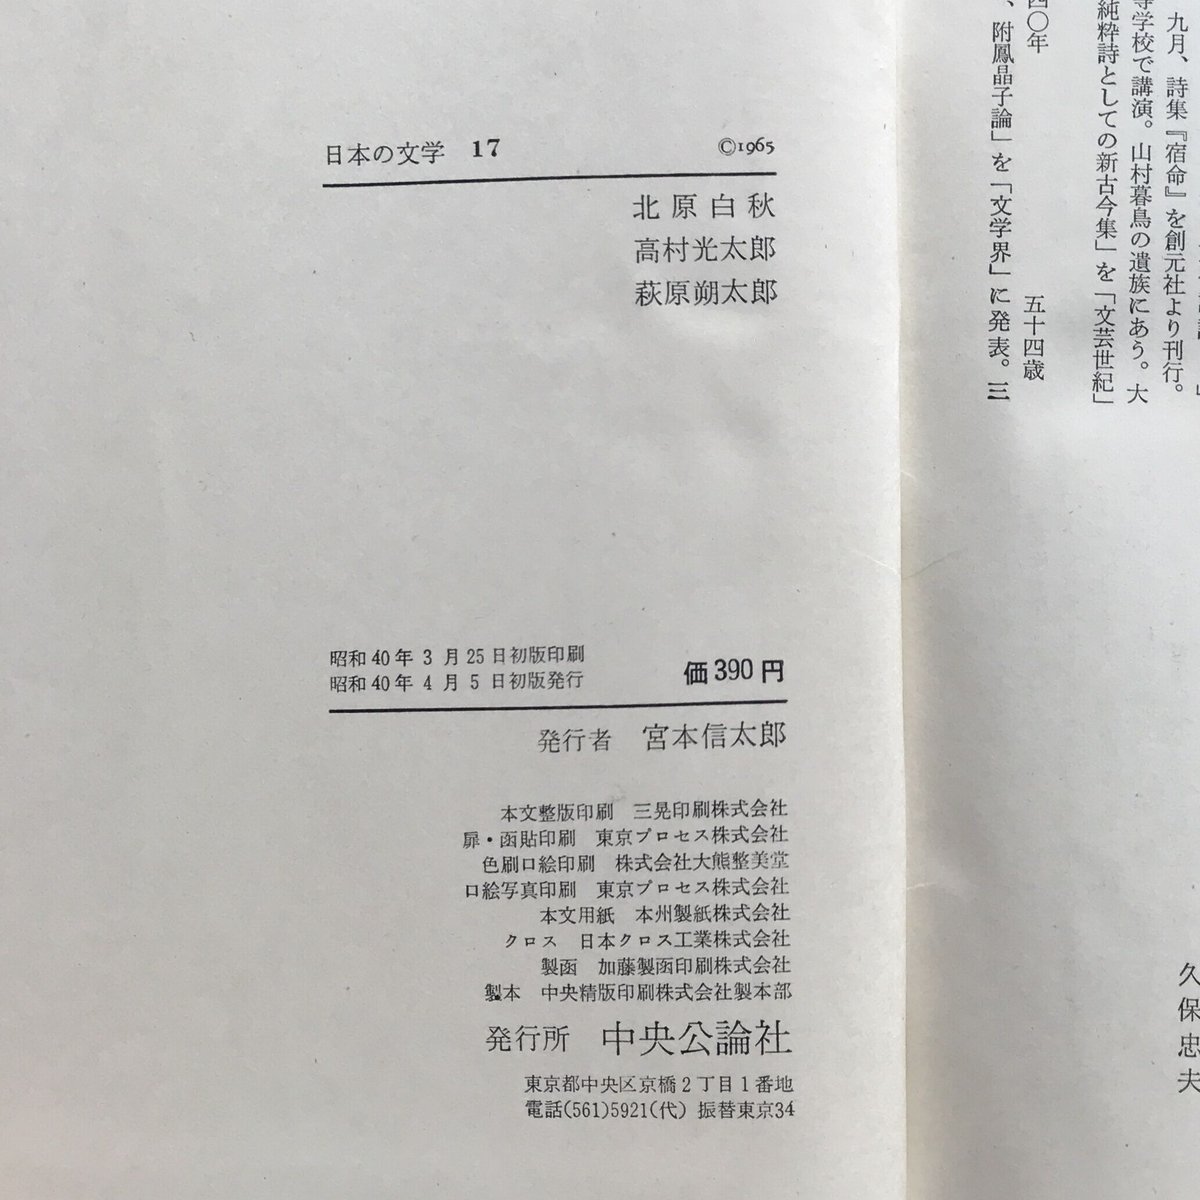 四〇年　五十四歳
九月、詩集『宿命』を創元社より刊行。
等学校で講演。山村暮鳥の遺族にあう。大
純粋詩としての新古今集」を「文芸世紀」
、附鳳晶子論」を「文学界」に発表。三
久保忠夫
日本の文学　17　©1965
北原白秋
高村光太郎
萩原朔太郎
昭和40年3月25日初版印刷
昭和40年4月5日初版発行
価390円
発行者　宮本信太郎
本文整版印刷　三晃印刷株式会社
扉・函貼印刷　東京プロセス株式会社
色刷口絵印刷　株式会社大熊整美堂
口絵写真印刷　東京プロセス株式会社
本文用紙　本州製紙株式会社
クロス　日本クロス工業株式会社
製函　加藤製函印刷株式会社
製本　中央精版印刷株式会社製本部
発行所　中央公論社
東京都中央区京橋2丁目1番地
電話(561)5921(代)　振替東京34